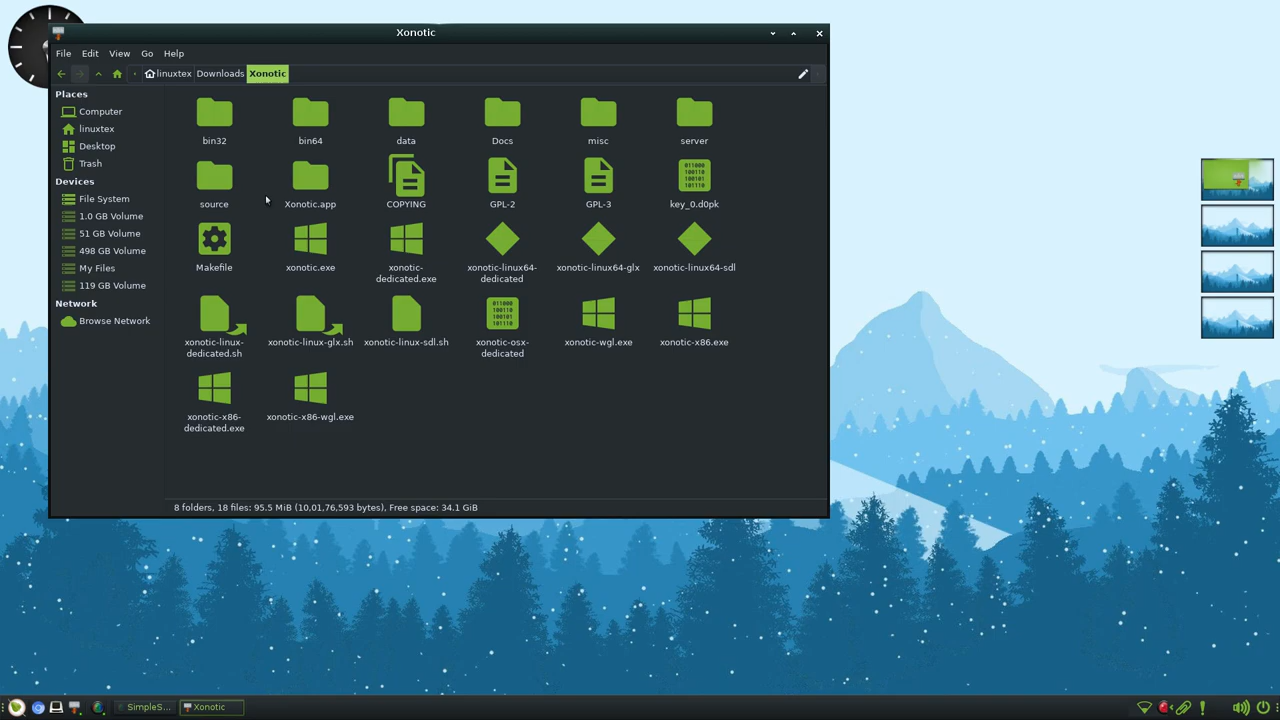 Xonotic
File Edit View Go Help
linuxtex Downloads Xonotic
Places
Computer
linuxtex
Desktop
Trash
Devices
File System
1.0 GB Volume
51 GB Volume
498 GB Volume
My Files
119 GB Volume
Network
Browse Network
bin32 bin64 data Docs misc server
source Xonotic.app COPYING GPL-2 GPL-3 key_0.d0pk
Makefile xonotic.exe xonotic-dedicated.exe xonotic-linux64-dedicated xonotic-linux64-glx xonotic-linux64-sdl
xonotic-linux-dedicated.sh xonotic-linux-glx.sh xonotic-linux-sdl.sh xonotic-osx-dedicated xonotic-wgl.exe xonotic-x86.exe
xonotic-x86-dedicated.exe xonotic-x86-wgl.exe
8 folders, 18 files: 95.5 MiB (10,01,76,593 bytes), Free space: 34.1 GiB
SimpleS... Xonotic